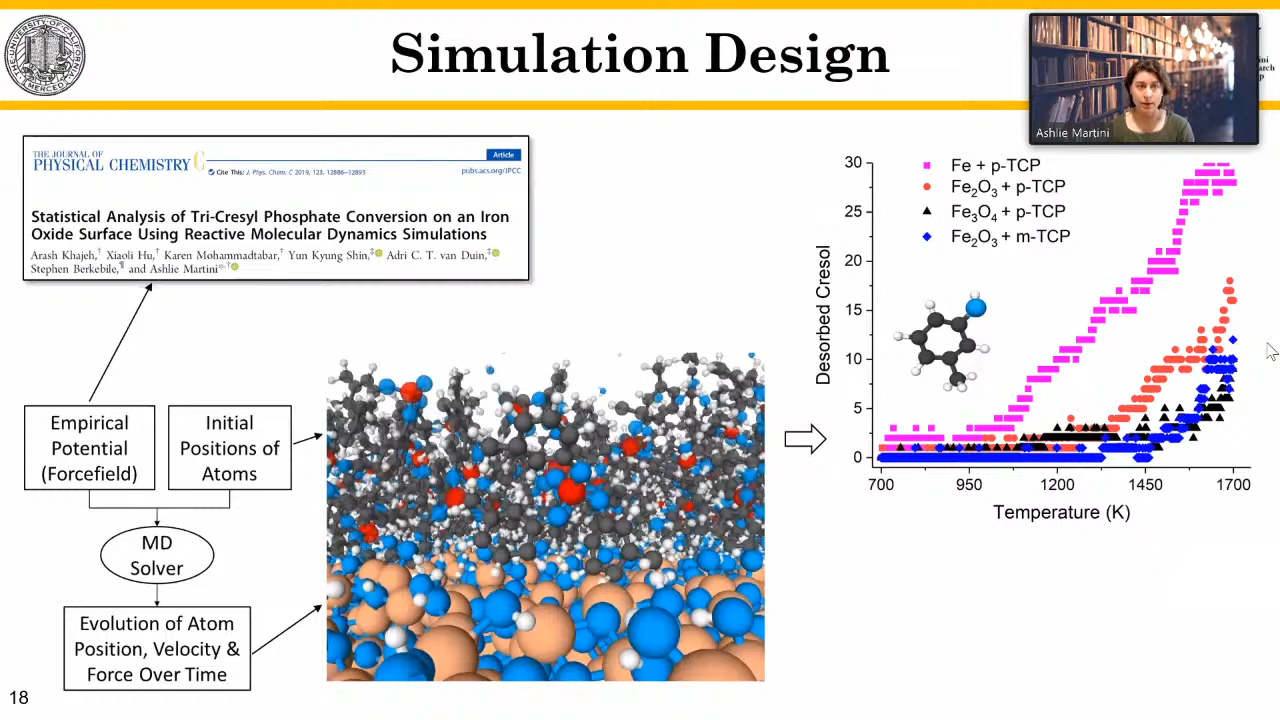 Simulation Design
THE UNIVERSITY OF CALIFORNIA
MERCED
Ashlie Martini
THE JOURNAL OF
PHYSICAL CHEMISTRY C
Article
Cite This: J. Phys. Chem. C 2019, 123, 12886−12893
pubs.acs.org/JPCC
Statistical Analysis of Tri-Cresyl Phosphate Conversion on an Iron
Oxide Surface Using Reactive Molecular Dynamics Simulations
Arash Khajeh,† Xiaoli Hu,† Karen Mohammadtabar,† Yun Kyung Shin,‡ Adri C. T. van Duin,‡
Stephen Berkebile,¶ and Ashlie Martini*,†
Empirical
Potential
(Forcefield)
Initial
Positions of
Atoms
MD
Solver
Evolution of Atom
Position, Velocity &
Force Over Time
Fe + p-TCP
Fe₂O₃ + p-TCP
Fe₃O₄ + p-TCP
Fe₂O₃ + m-TCP
Desorbed Cresol
30
25
20
15
10
5
0
700 950 1200 1450 1700
Temperature (K)
18